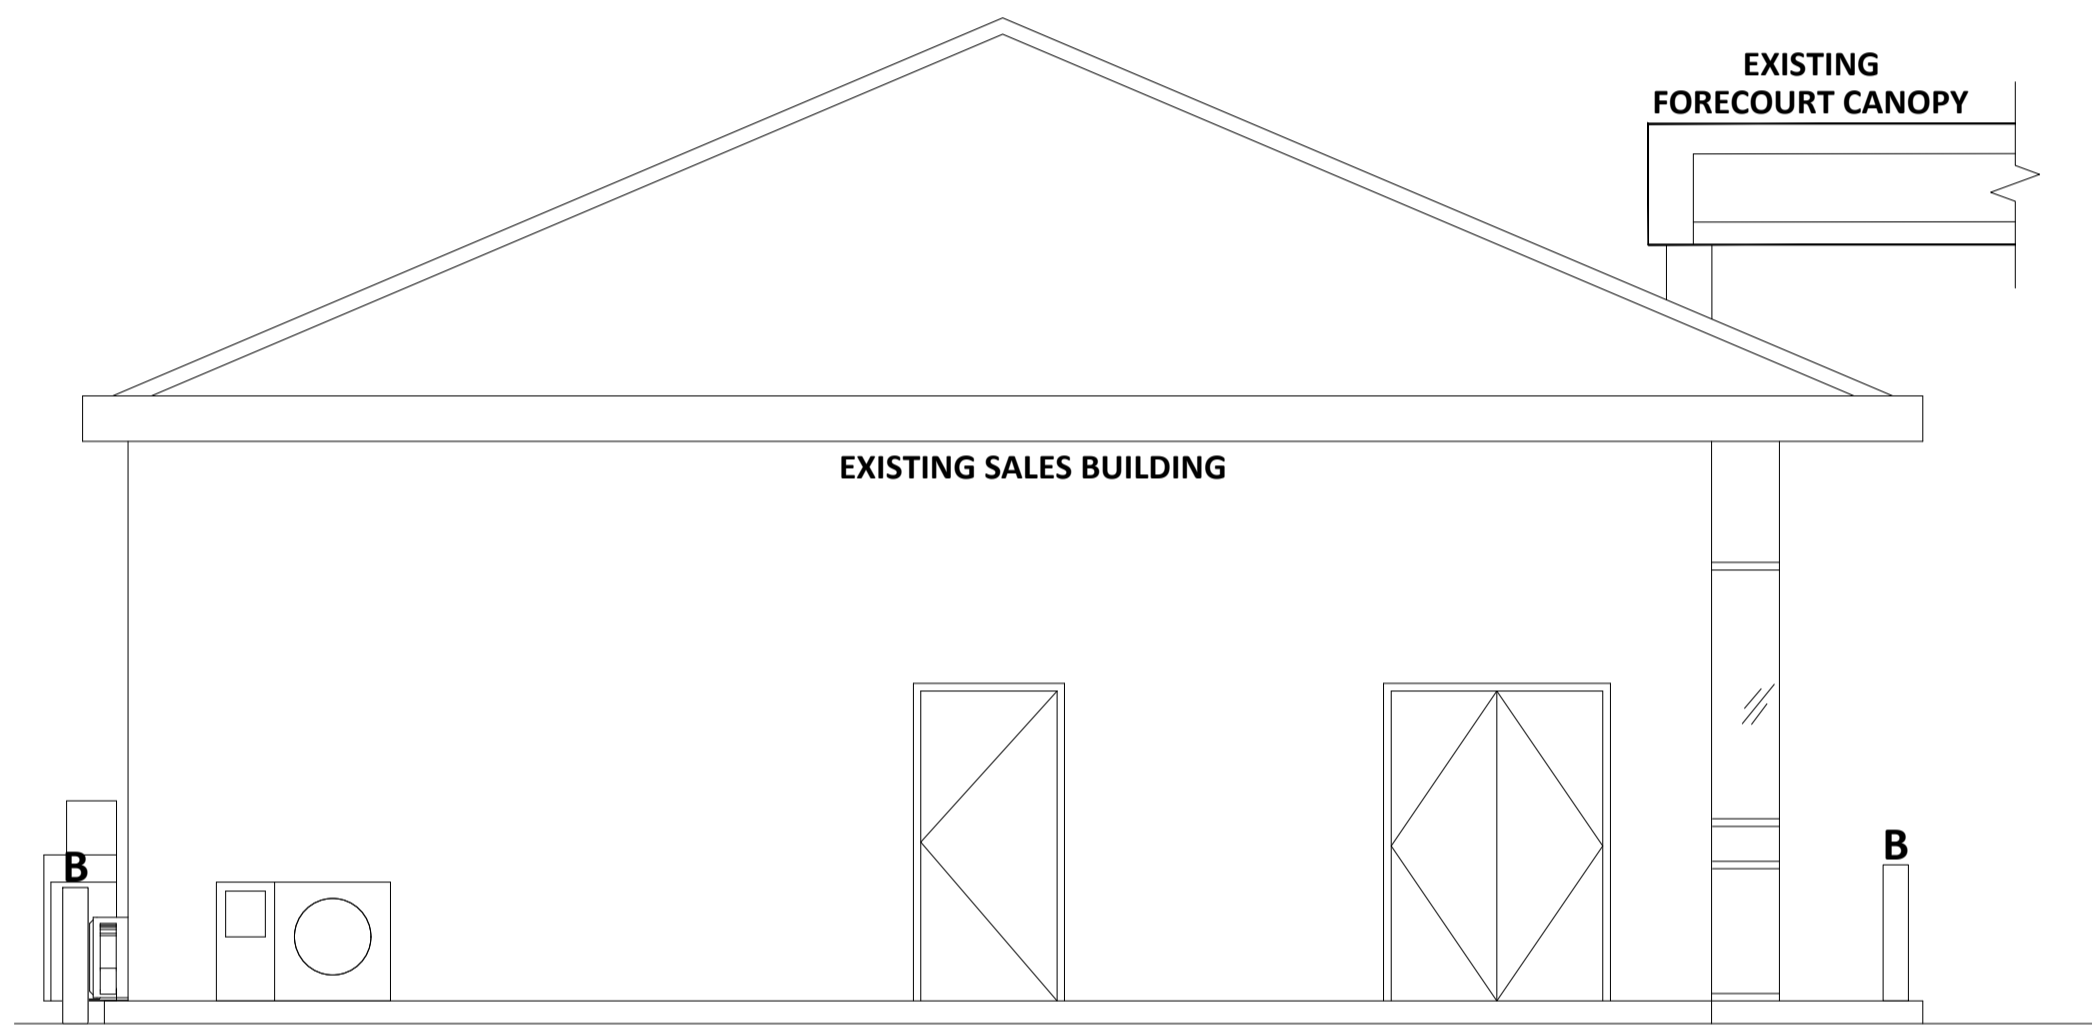 EXISTING
FORECOURT CANOPY
EXISTING SALES BUILDING
B
B